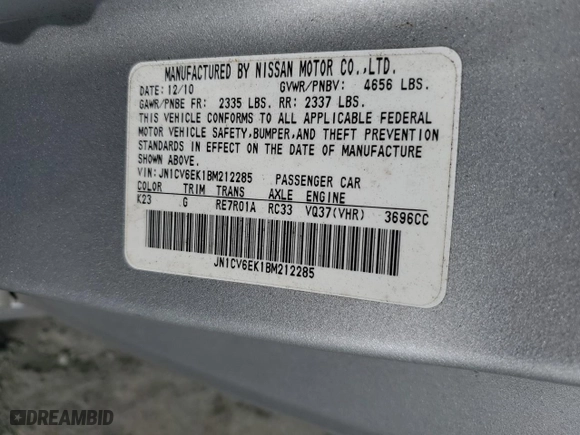 MANUFACTURED BY NISSAN MOTOR CO.,LTD.
DATE: 12/10 GVWR/PNBV: 4656 LBS.
GAWR/PNBE FR: 2335 LBS. RR: 2337 LBS.
THIS VEHICLE CONFORMS TO ALL APPLICABLE FEDERAL
MOTOR VEHICLE SAFETY,BUMPER,AND THEFT PREVENTION
STANDARDS IN EFFECT ON THE DATE OF MANUFACTURE
SHOWN ABOVE.
VIN: JN1CV6EK1BM212285 PASSENGER CAR
COLOR TRIM TRANS AXLE ENGINE
K23 G RE7R01A RC33 VQ37(VHR) 3696CC
JN1CV6EK1BM212285
DREAMBID